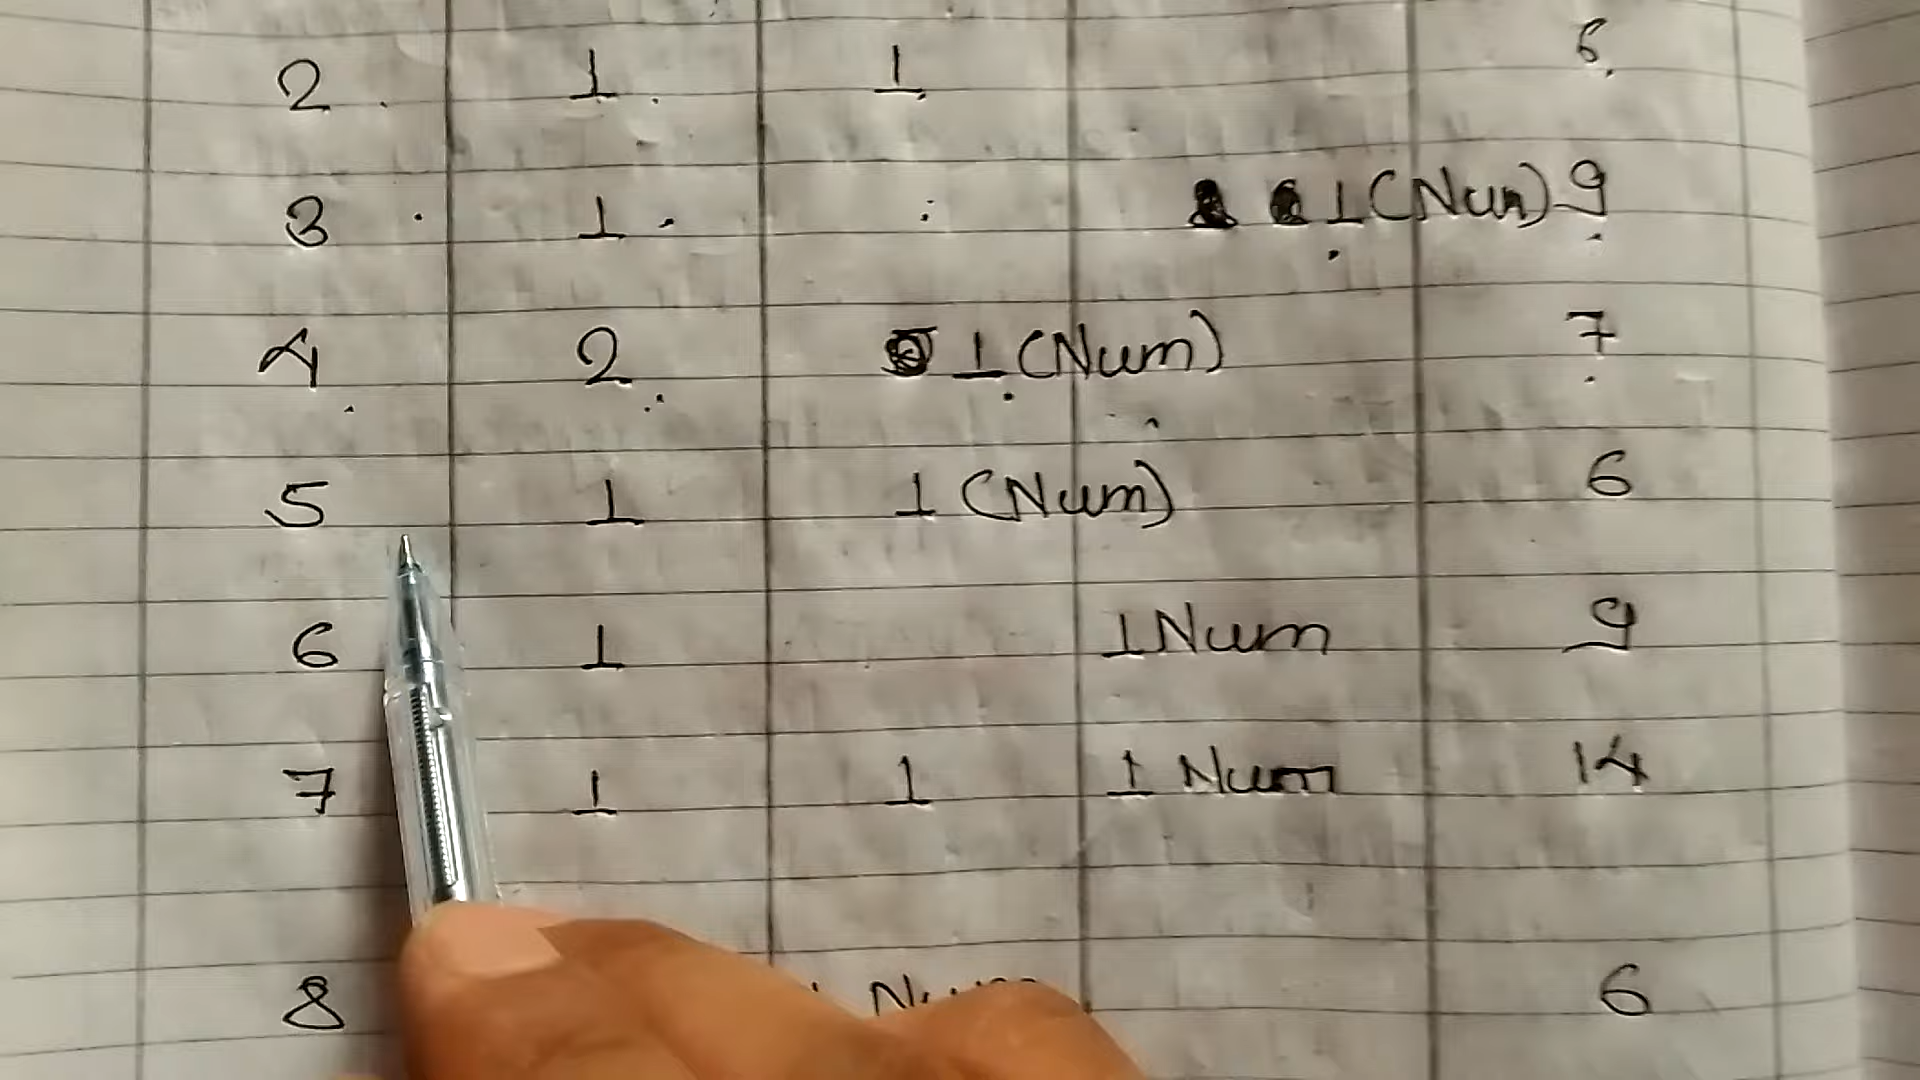 2 1 1 6
3 1 1(Num) 9
4 2 1(Num) 7
5 1 1(Num) 6
6 1 1Num 9
7 1 1 1 Num 14
8 6